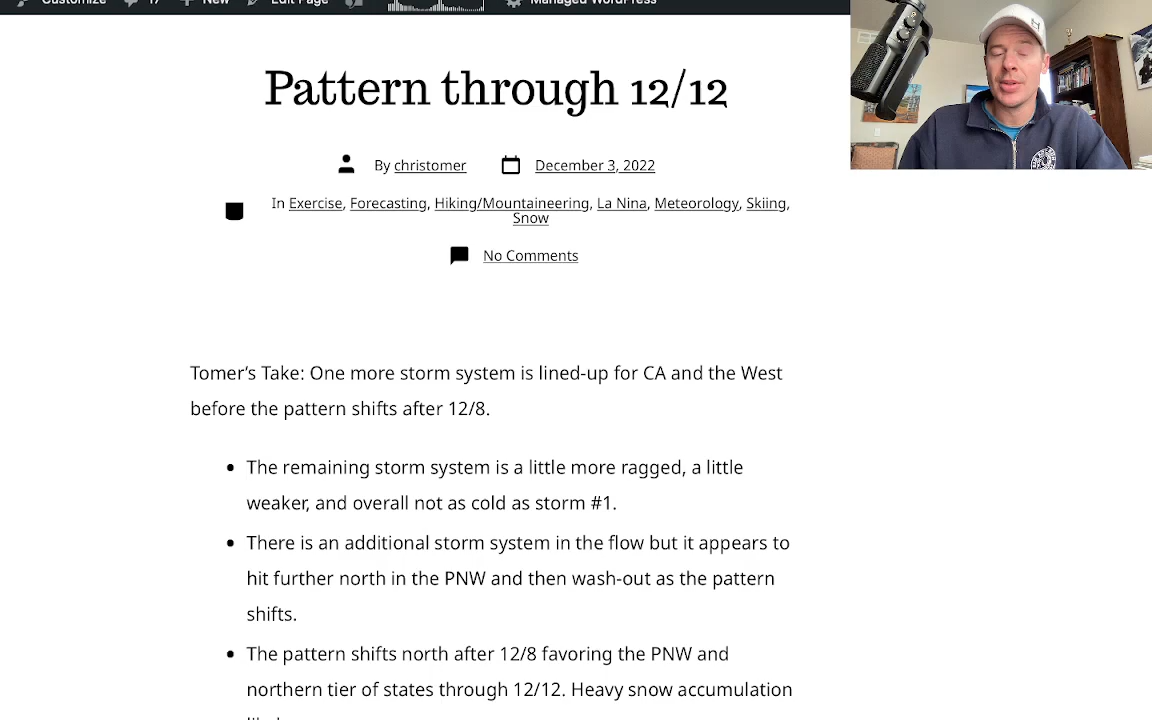 Customize 17 New Edit Page Managed WordPress
Pattern through 12/12
By christomer December 3, 2022
In Exercise, Forecasting, Hiking/Mountaineering, La Nina, Meteorology, Skiing,
Snow
No Comments
Tomer’s Take: One more storm system is lined-up for CA and the West
before the pattern shifts after 12/8.
• The remaining storm system is a little more ragged, a little
weaker, and overall not as cold as storm #1.
• There is an additional storm system in the flow but it appears to
hit further north in the PNW and then wash-out as the pattern
shifts.
• The pattern shifts north after 12/8 favoring the PNW and
northern tier of states through 12/12. Heavy snow accumulation